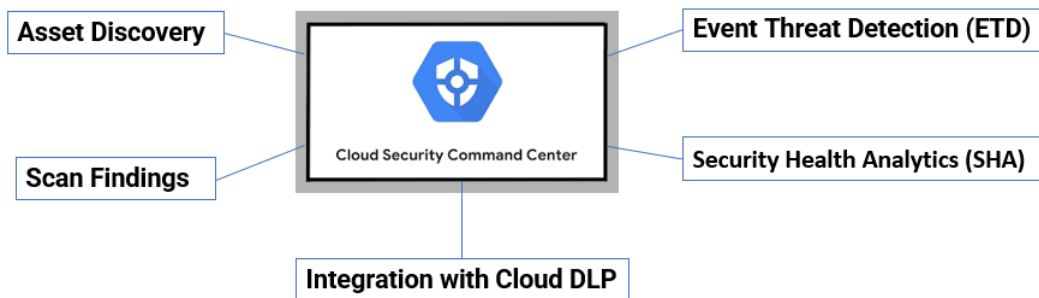 Asset Discovery
Event Threat Detection (ETD)
Cloud Security Command Center
Scan Findings
Security Health Analytics (SHA)
Integration with Cloud DLP